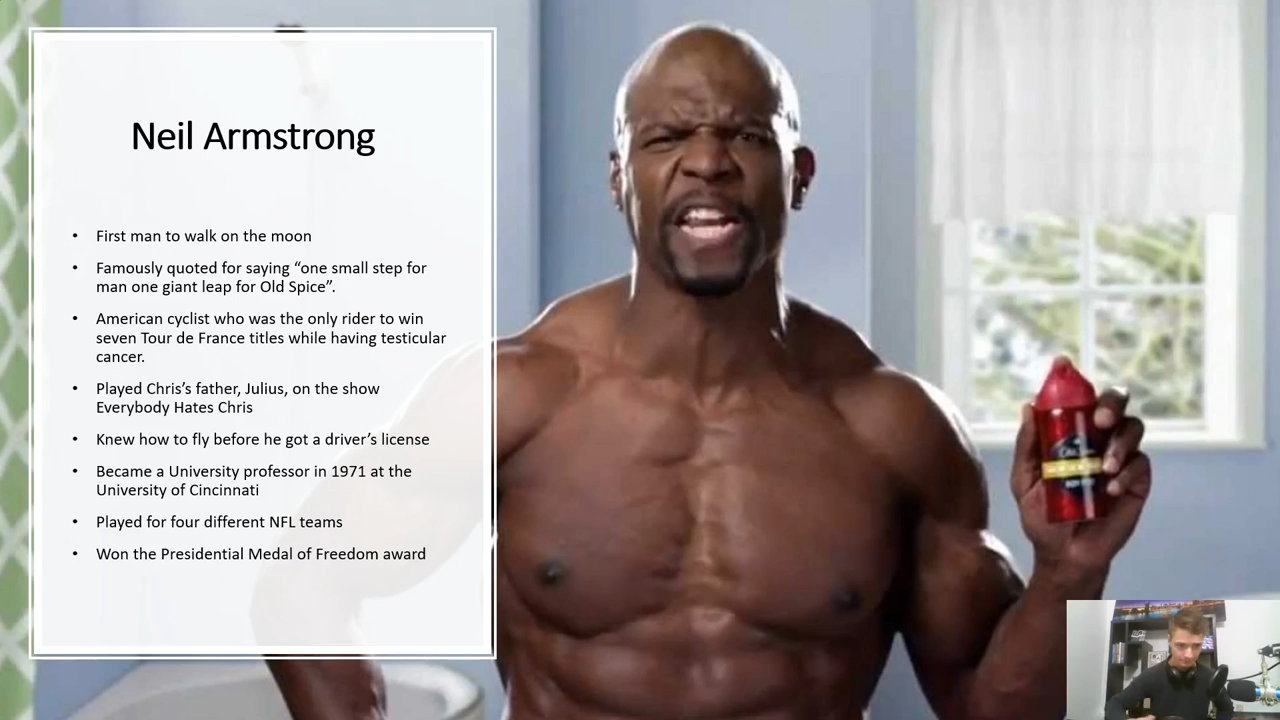 Neil Armstrong
• First man to walk on the moon
• Famously quoted for saying “one small step for
man one giant leap for Old Spice”.
• American cyclist who was the only rider to win
seven Tour de France titles while having testicular
cancer.
• Played Chris’s father, Julius, on the show
Everybody Hates Chris
• Knew how to fly before he got a driver’s license
• Became a University professor in 1971 at the
University of Cincinnati
• Played for four different NFL teams
• Won the Presidential Medal of Freedom award